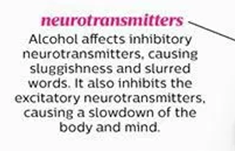 neurotransmitters
Alcohol affects inhibitory
neurotransmitters, causing
sluggishness and slurred
words. It also inhibits the
excitatory neurotransmitters,
causing a slowdown of the
body and mind.